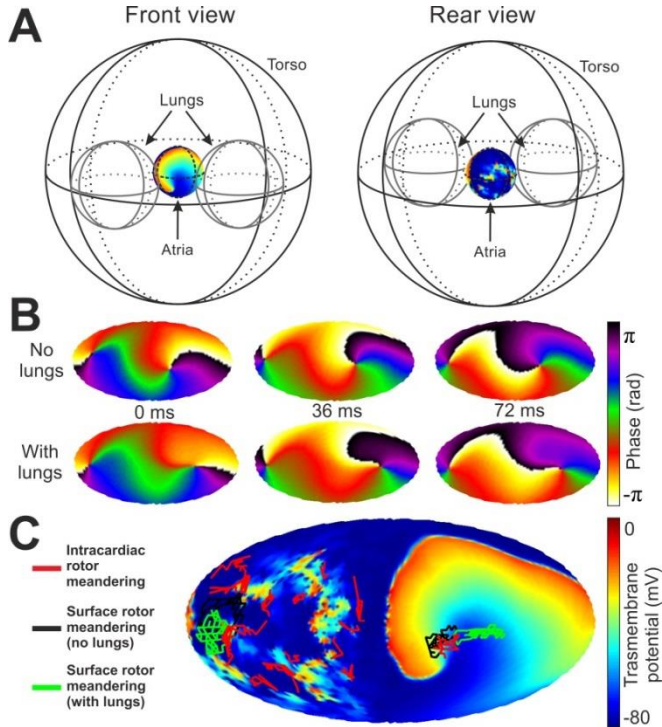 A
Front view
Rear view
Torso
Torso
Lungs
Lungs
Atria
Atria
B
No
lungs
0 ms
36 ms
72 ms
With
lungs
π
Phase (rad)
-π
C
Intracardiac
rotor
meandering
Surface rotor
meandering
(no lungs)
Surface rotor
meandering
(with lungs)
0
Trasmembrane
potential (mV)
-80